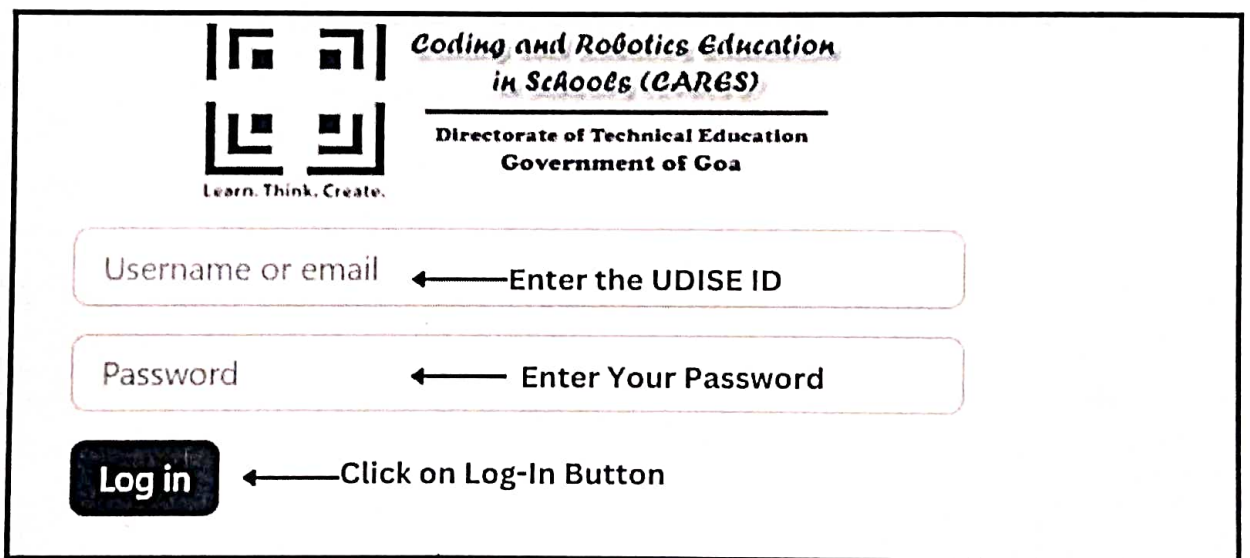 Coding and Robotics Education
in Schools (CARES)
Directorate of Technical Education
Government of Goa
Learn. Think. Create.
Username or email
Enter the UDISE ID
Password
Enter Your Password
Log in
Click on Log-In Button